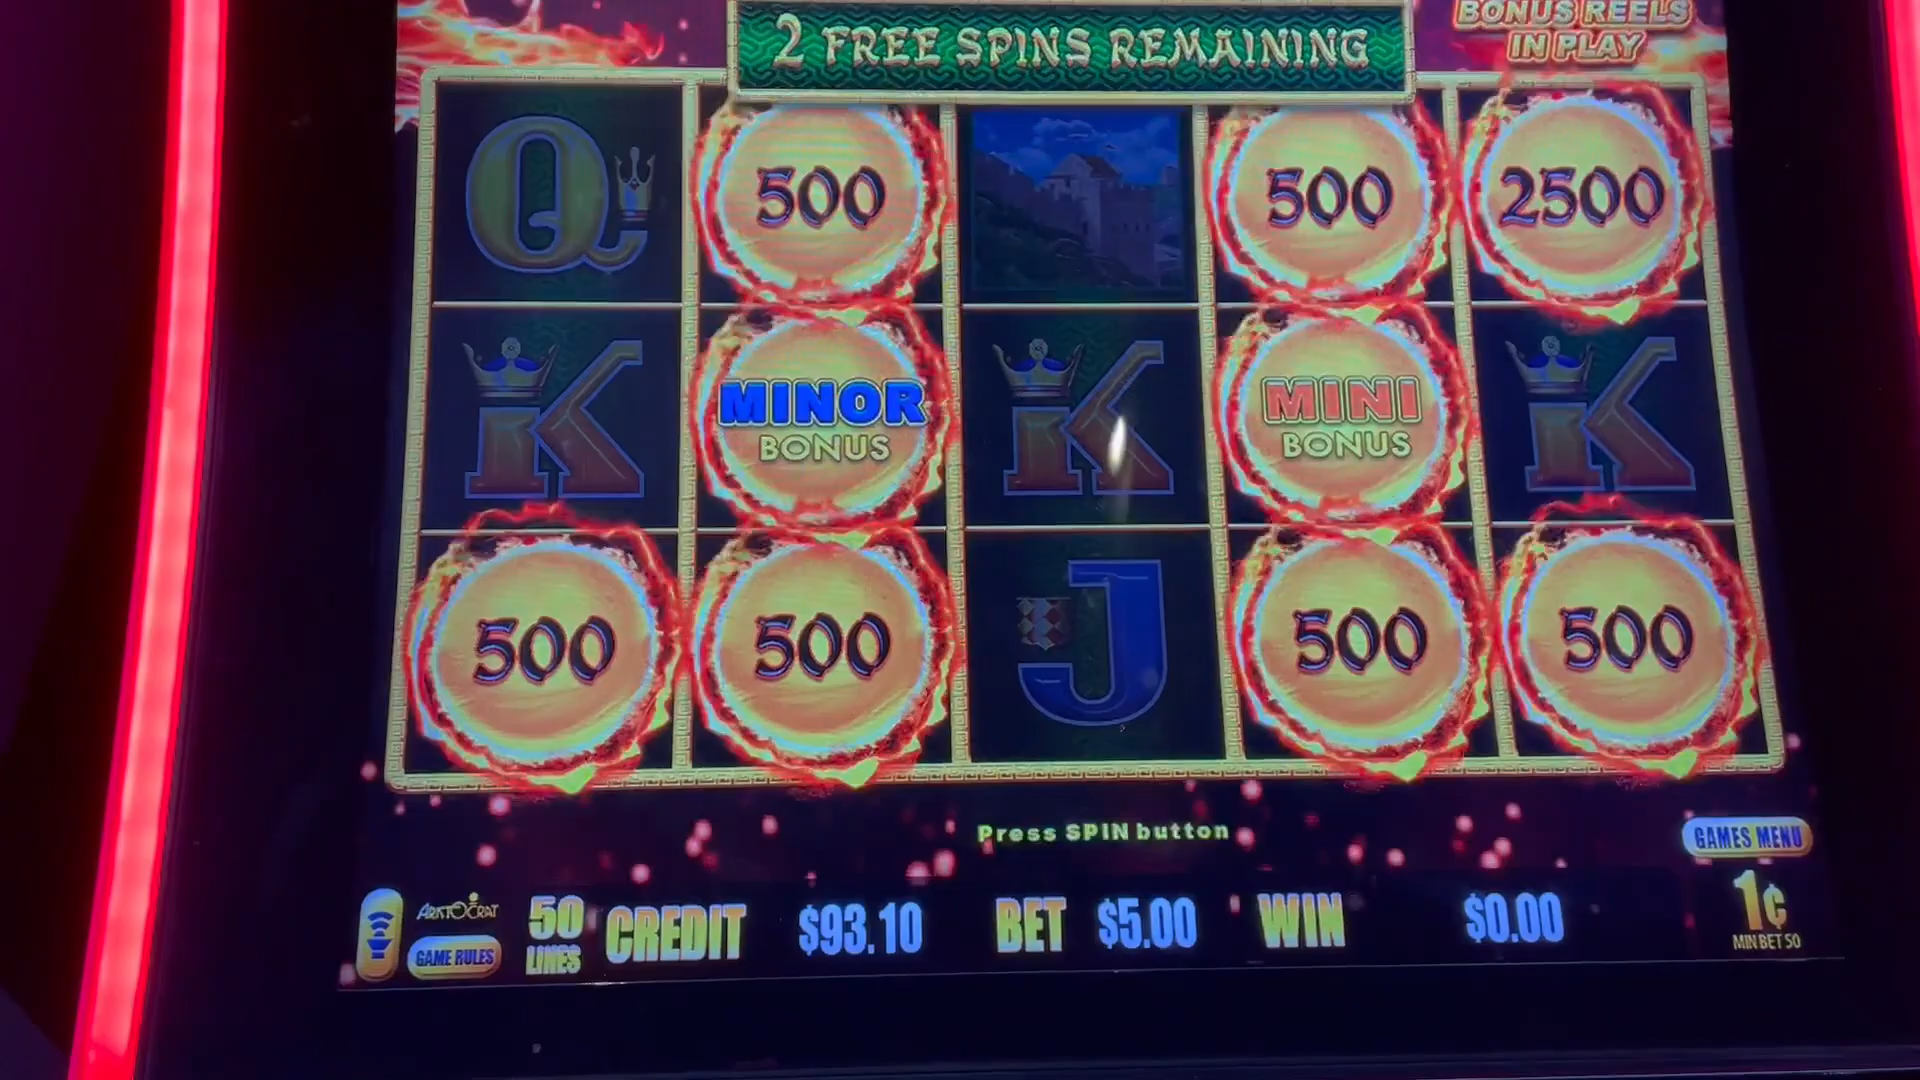 2 FREE SPINS REMAINING
BONUS REELS
IN PLAY
Q 500 500 2500
K MINOR BONUS K MINI BONUS K
500 500 J 500 500
Press SPIN button
GAMES MENU
ARISTOCRAT
GAME RULES
50
LINES
CREDIT $93.10 BET $5.00 WIN $0.00
1¢
MIN BET 50